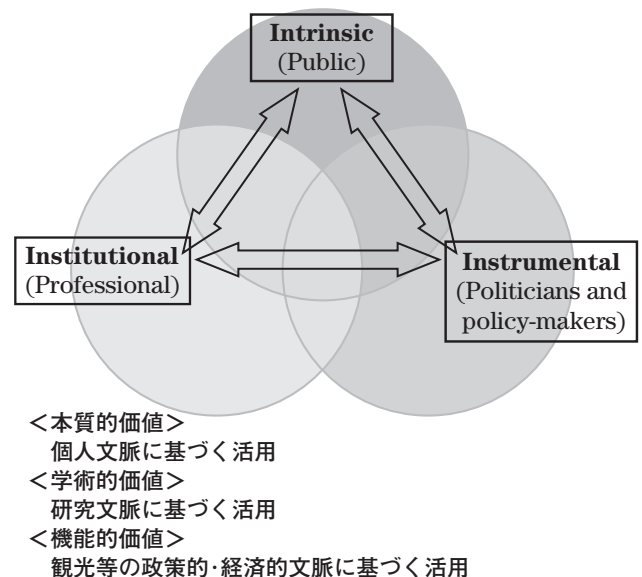 Intrinsic
(Public)
Institutional
(Professional)
Instrumental
(Politicians and
policy-makers)
＜本質的価値＞
個人文脈に基づく活用
＜学術的価値＞
研究文脈に基づく活用
＜機能的価値＞
観光等の政策的･経済的文脈に基づく活用